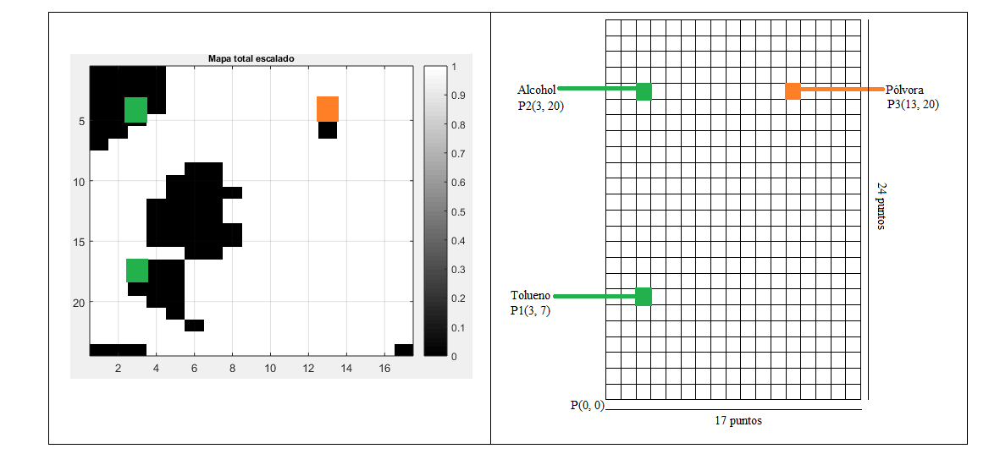 Mapa total escalado
5
10
15
20
2
4
6
8
10
12
14
16
1
0.9
0.8
0.7
0.6
0.5
0.4
0.3
0.2
0.1
0
Alcohol
P2(3, 20)
Pólvora
P3(13, 20)
24 puntos
Tolueno
P1(3, 7)
P(0, 0)
17 puntos